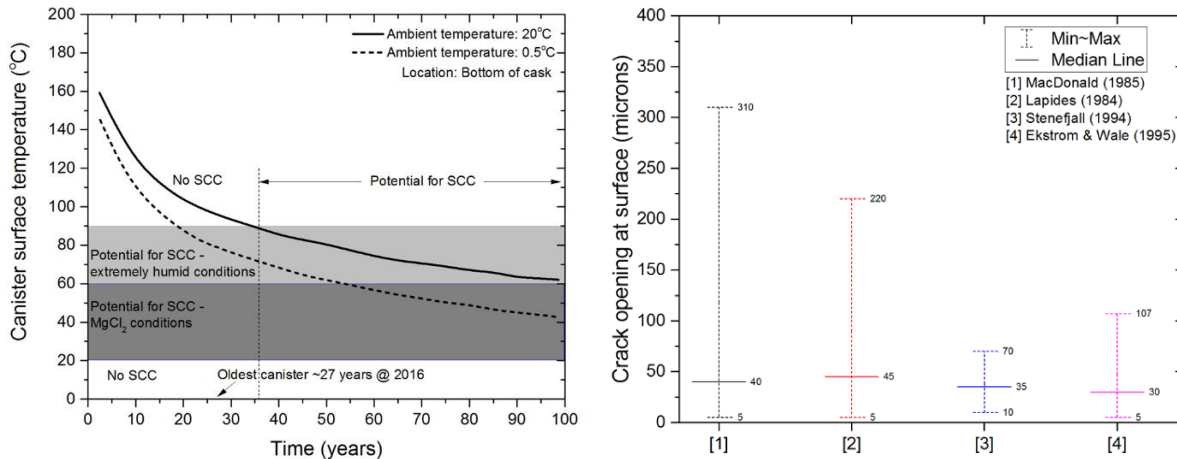 200
180
160
140
120
100
80
60
40
20
0
Canister surface temperature (°C)
Ambient temperature: 20°C
Ambient temperature: 0.5°C
Location: Bottom of cask
No SCC
Potential for SCC
Potential for SCC -
extremely humid conditions
Potential for SCC -
MgCl₂ conditions
No SCC
Oldest canister ~27 years @ 2016
0 10 20 30 40 50 60 70 80 90 100
Time (years)
400
350
300
250
200
150
100
50
0
Crack opening at surface (microns)
Min~Max
Median Line
[1] MacDonald (1985)
[2] Lapides (1984)
[3] Stenefjall (1994)
[4] Ekstrom & Wale (1995)
310
40
5
220
45
5
70
35
10
107
30
5
[1] [2] [3] [4]